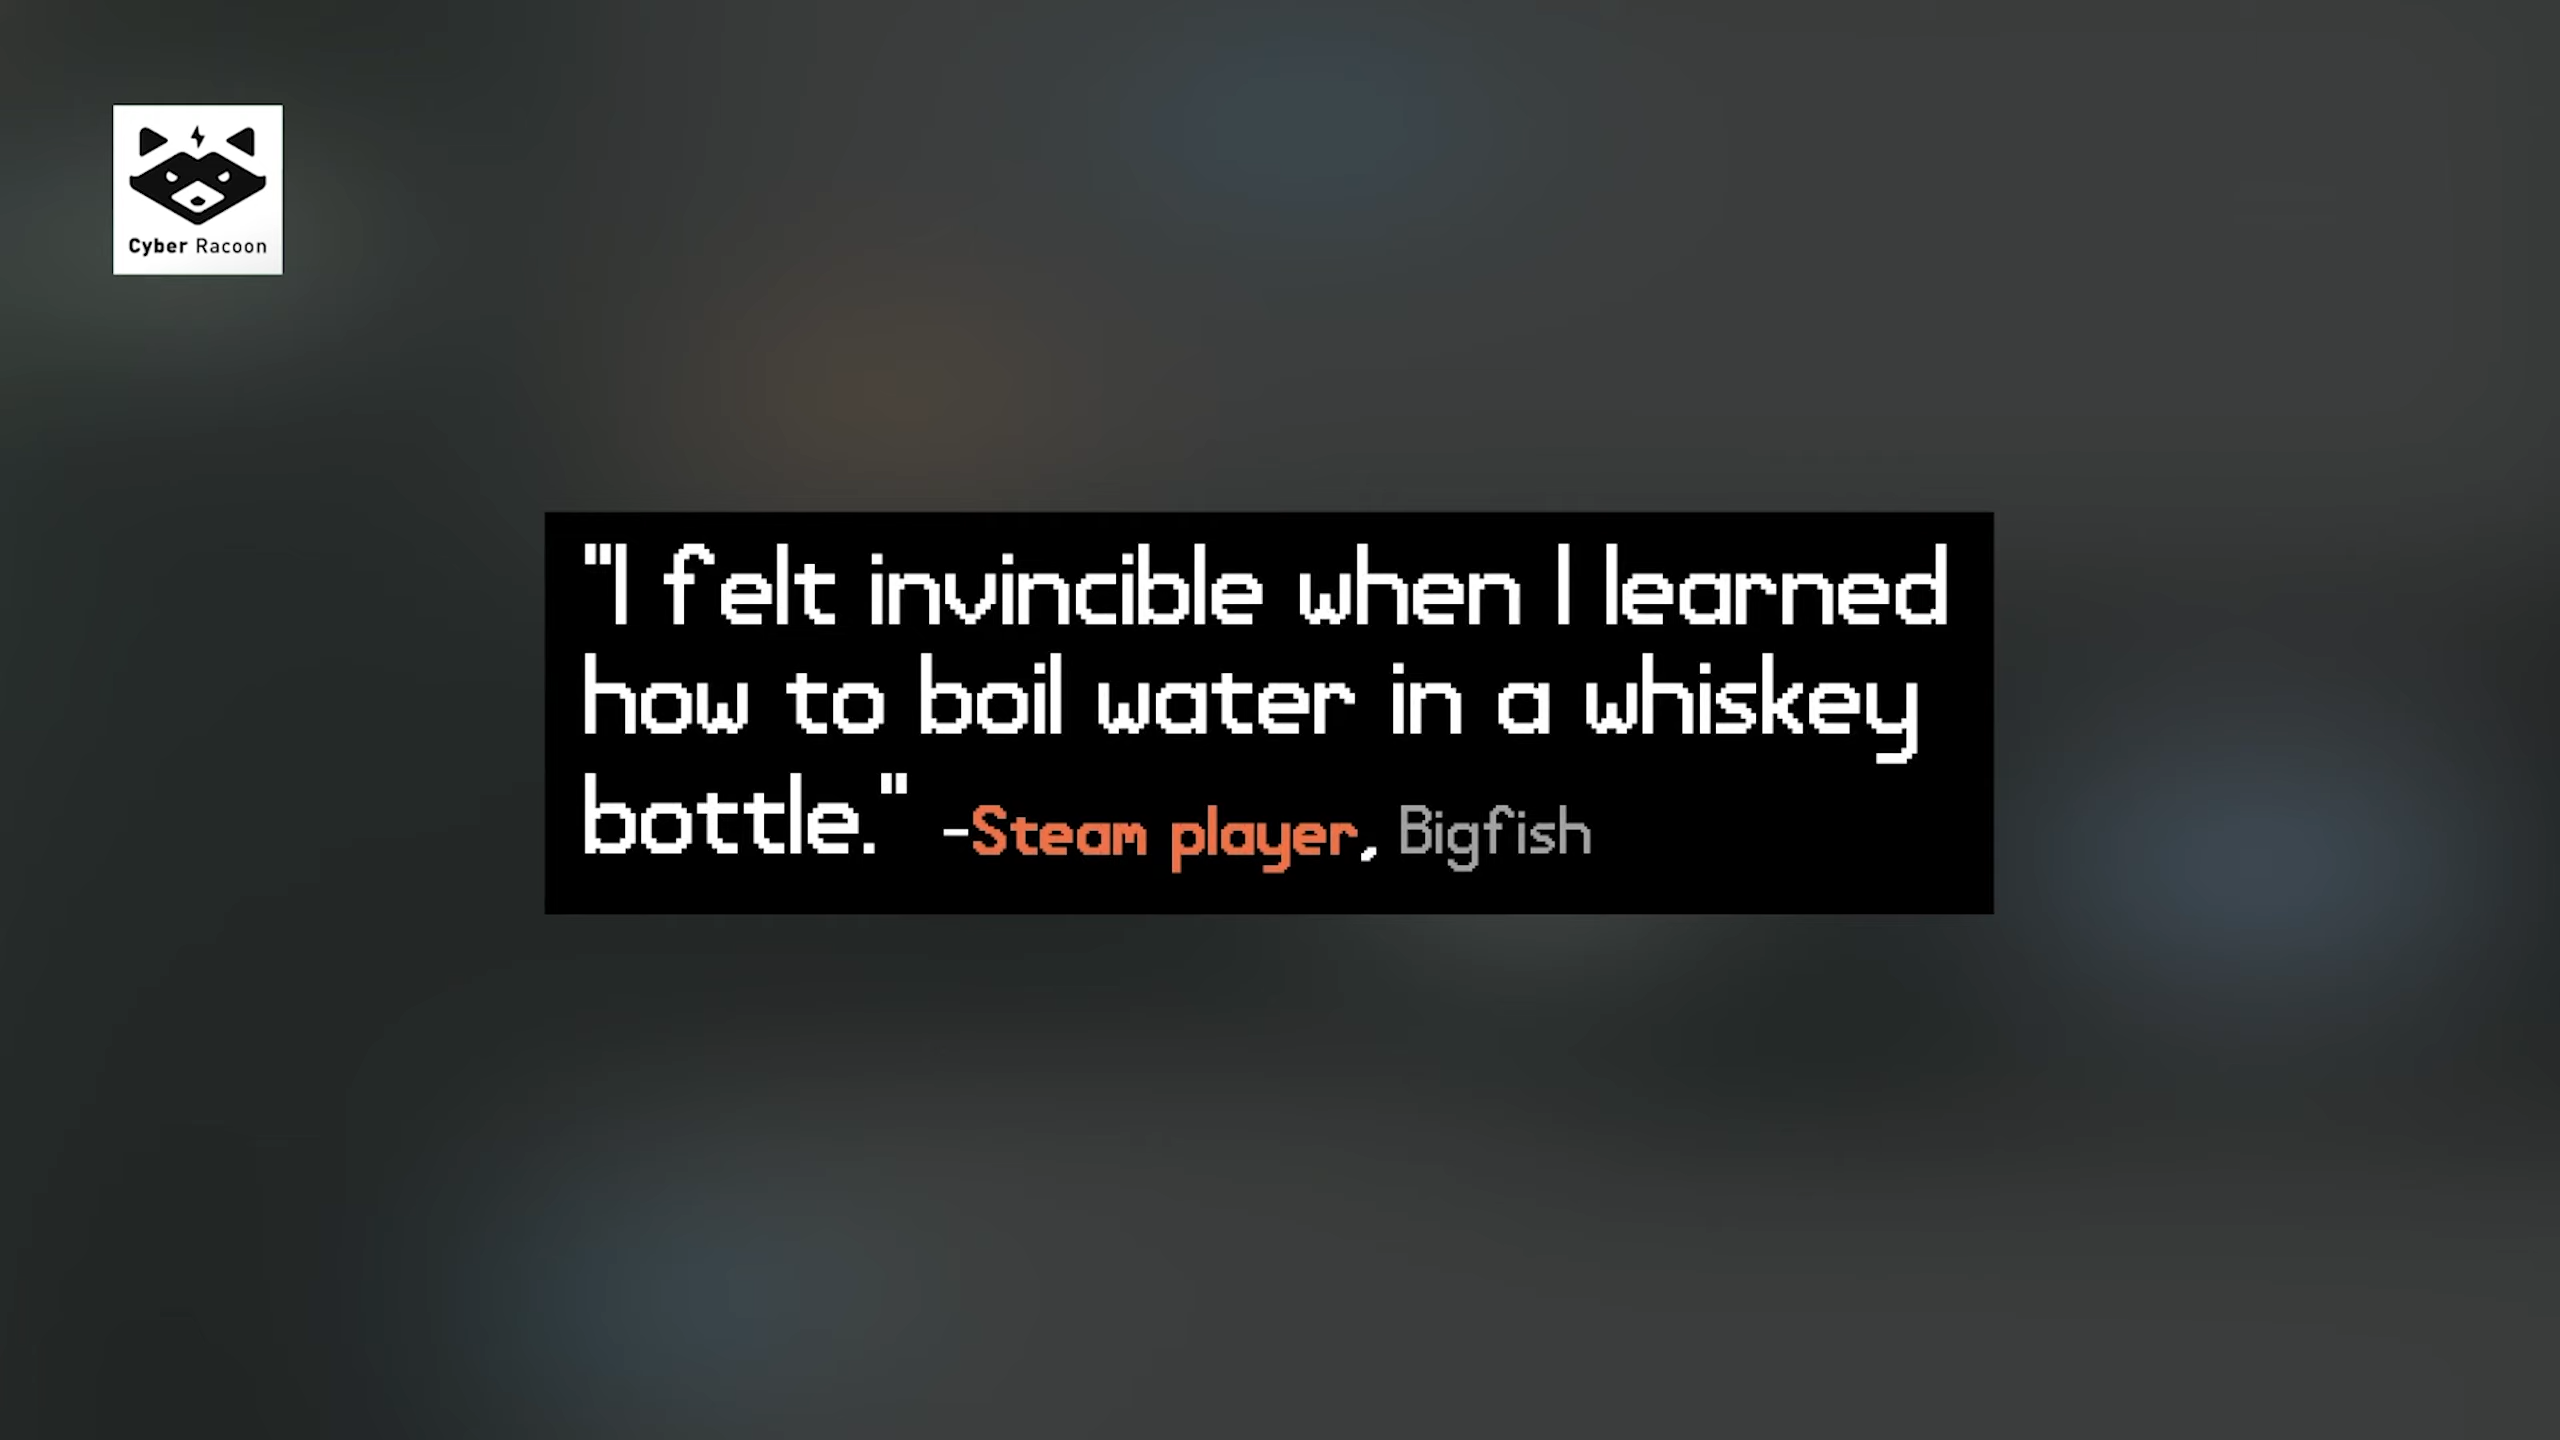 Cyber Racoon
"I felt invincible when I learned
how to boil water in a whiskey
bottle." -Steam player, Bigfish